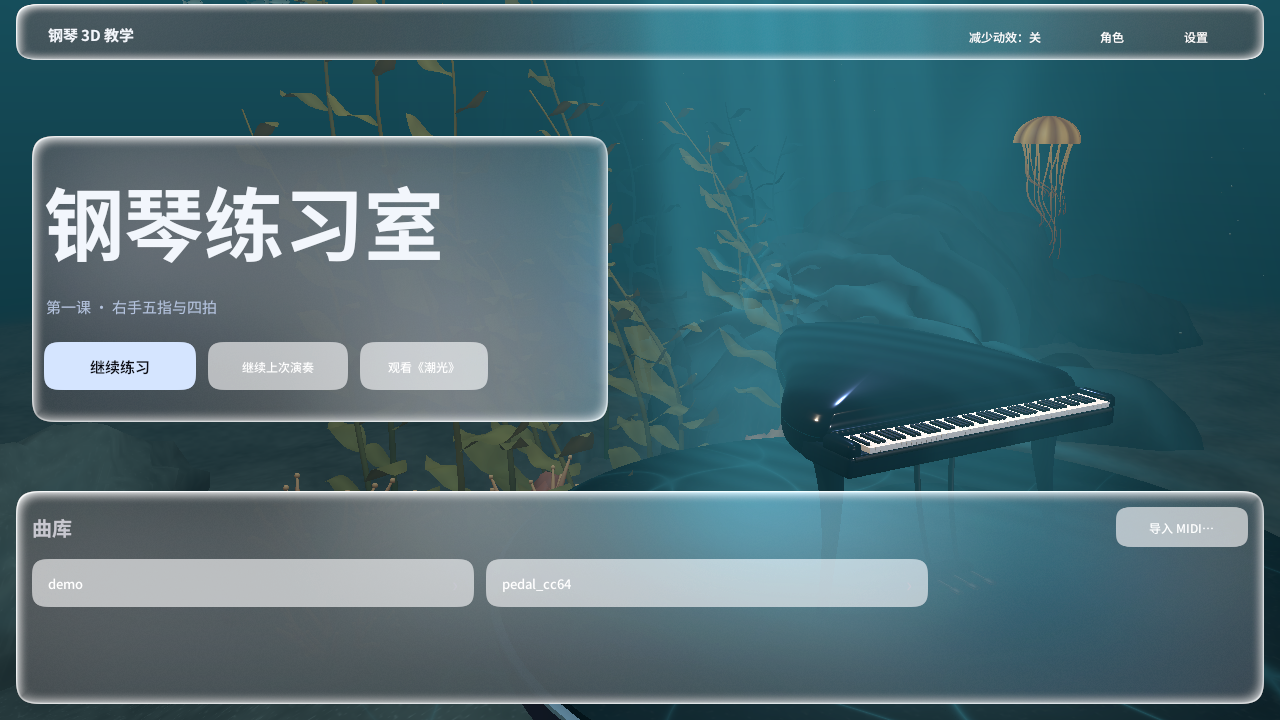 钢琴 3D 教学
减少动效：关
角色
设置
钢琴练习室
第一课 · 右手五指与四拍
继续练习
继续上次演奏
观看《潮光》
曲库
导入 MIDI…
demo
pedal_cc64